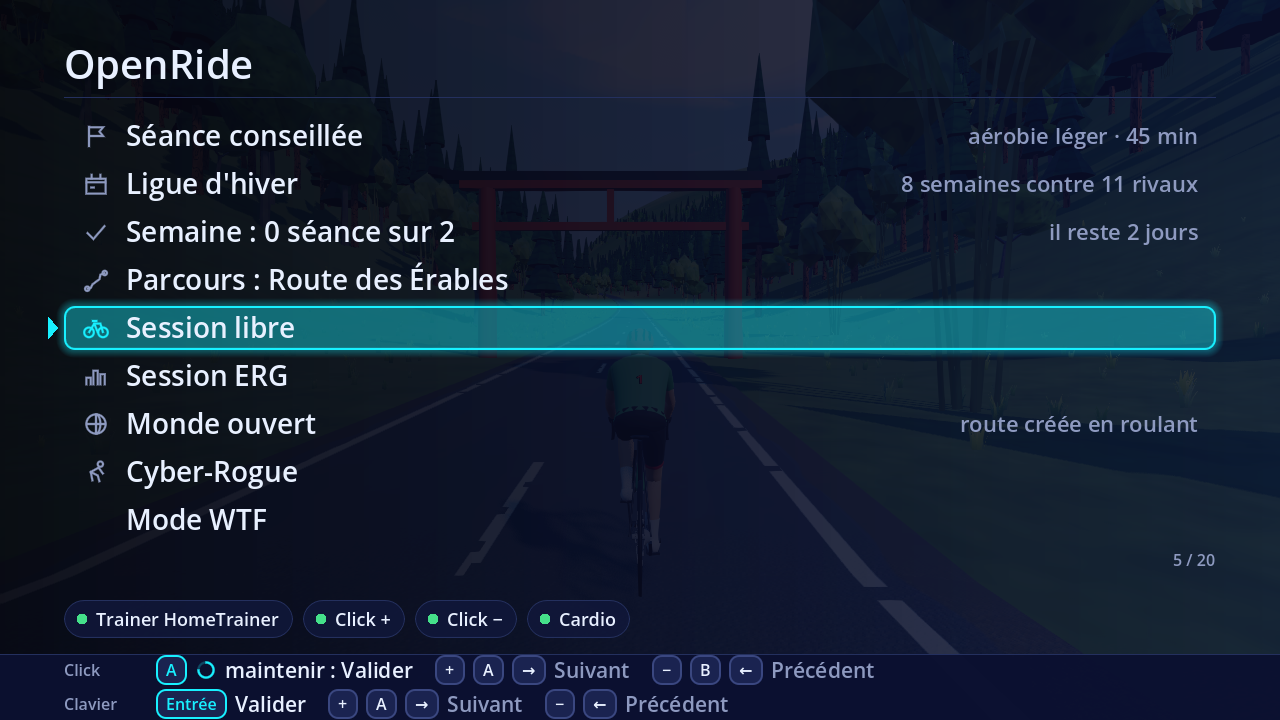 OpenRide
Séance conseillée aérobie léger · 45 min
Ligue d'hiver 8 semaines contre 11 rivaux
Semaine : 0 séance sur 2 il reste 2 jours
Parcours : Route des Érables
Session libre
Session ERG
Monde ouvert route créée en roulant
Cyber-Rogue
Mode WTF
5 / 20
Trainer HomeTrainer Click + Click − Cardio
Click A maintenir : Valider + A → Suivant − B ← Précédent
Clavier Entrée Valider + A → Suivant − ← Précédent